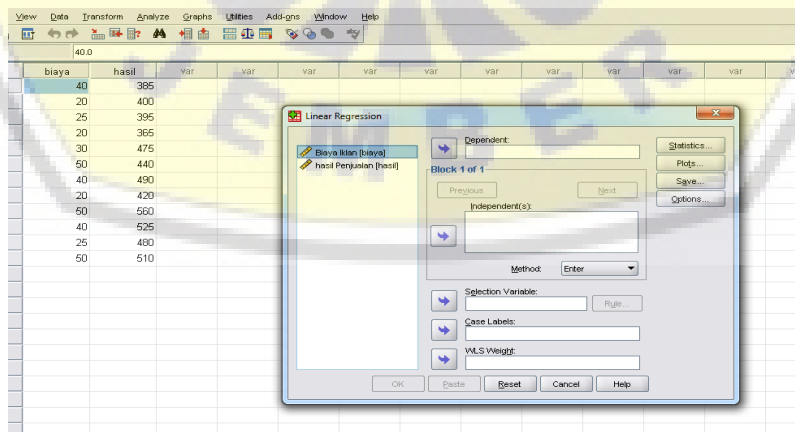 View Data Transform Analyze Graphs Utilities Add-ons Window Help
40.0
biaya hasil var var var var var var var var var
40 385
20 400
25 395
20 365
30 475
50 440
40 490
20 420
50 560
40 525
25 480
50 510
Linear Regression
Biaya Iklan [biaya]
hasil Penjualan [hasil]
Dependent:
Block 1 of 1
Previous Next
Independent(s):
Method: Enter
Selection Variable:
Rule...
Case Labels:
WLS Weight:
Statistics...
Plots...
Save...
Options...
OK Paste Reset Cancel Help